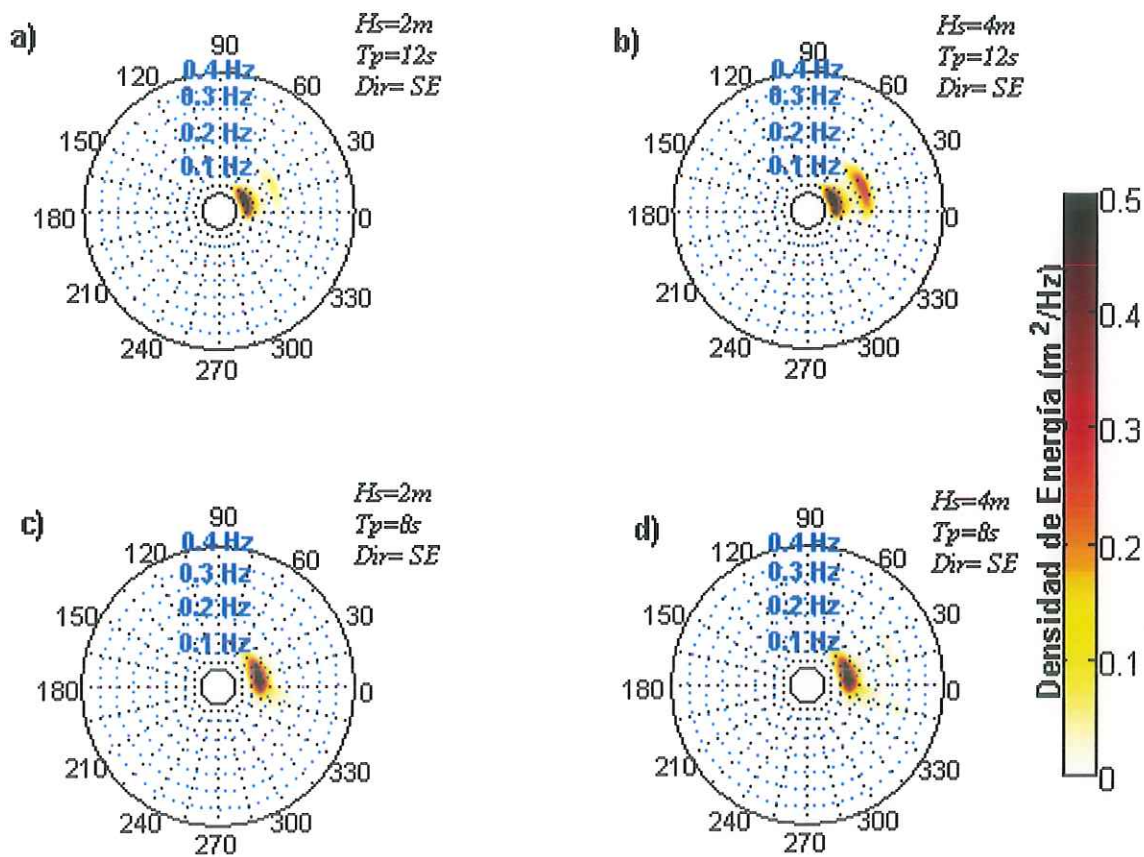 a)
Hs=2m
Tp=12s
Dir= SE
90
120
60
0.4 Hz
0.3 Hz
0.2 Hz
0.1 Hz
150
30
180
0
210
330
240
300
270
b)
Hs=4m
Tp=12s
Dir= SE
90
120
60
0.4 Hz
0.3 Hz
0.2 Hz
0.1 Hz
150
30
180
0
210
330
240
300
270
c)
Hs=2m
Tp=8s
Dir= SE
90
120
60
0.4 Hz
0.3 Hz
0.2 Hz
0.1 Hz
150
30
180
0
210
330
240
300
270
d)
Hs=4m
Tp=8s
Dir= SE
90
120
60
0.4 Hz
0.3 Hz
0.2 Hz
0.1 Hz
150
30
180
0
210
330
240
300
270
Densidad de Energía (m²/Hz)
0.5
0.4
0.3
0.2
0.1
0